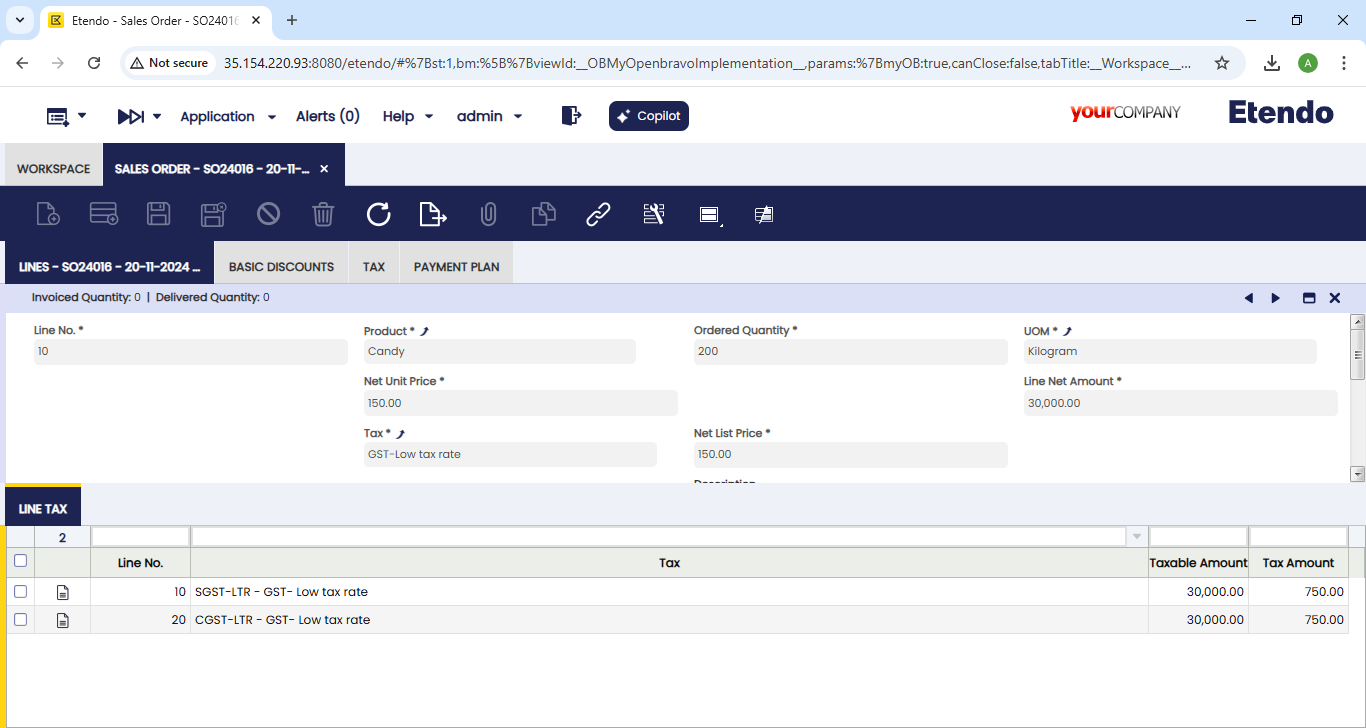 Etendo - Sales Order - SO24016
Not secure
35.154.220.93:8080/etendo/#%7Bst:1,bm:%5B%7BviewId:__OBMyOpenbravoImplementation__,params:%7BmyOB:true,canClose:false,tabTitle:__Workspace__...
A
Application
Alerts (0)
Help
admin
Copilot
yourCOMPANY
Etendo
WORKSPACE
SALES ORDER - SO24016 - 20-11-...
LINES - SO24016 - 20-11-2024 ...
BASIC DISCOUNTS
TAX
PAYMENT PLAN
Invoiced Quantity: 0 | Delivered Quantity: 0
Line No. * Product * Ordered Quantity * UOM *
10 Candy 200 Kilogram
Net Unit Price * Line Net Amount *
150.00 30,000.00
Tax * Net List Price *
GST-Low tax rate 150.00
Description
LINE TAX
2
Line No. Tax Taxable Amount Tax Amount
10 SGST-LTR - GST- Low tax rate 30,000.00 750.00
20 CGST-LTR - GST- Low tax rate 30,000.00 750.00